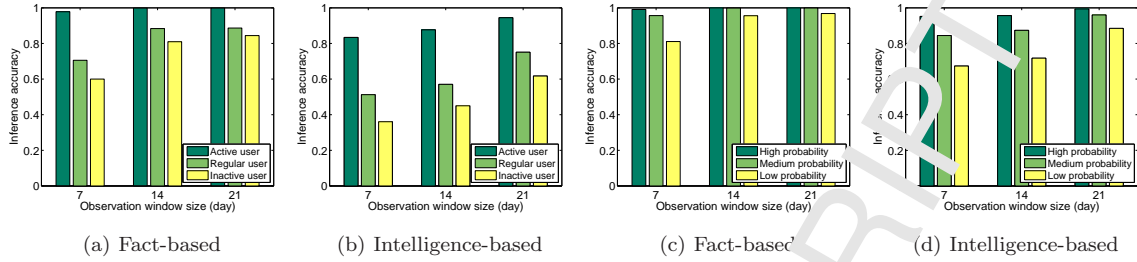 1
0.8
0.6
0.4
0.2
0
Inference accuracy
7 14 21
Observation window size (day)
Active user
Regular user
Inactive user
(a) Fact-based
1
0.8
0.6
0.4
0.2
0
Inference accuracy
7 14 21
Observation window size (day)
Active user
Regular user
Inactive user
(b) Intelligence-based
1
0.8
0.6
0.4
0.2
0
Inference accuracy
7 14 21
Observation window size (day)
High probability
Medium probability
Low probability
(c) Fact-based
1
0.8
0.6
0.4
0.2
0
accuracy
7 14 21
Observation window size (day)
High probability
Medium probability
Low probability
(d) Intelligence-based
RIPT